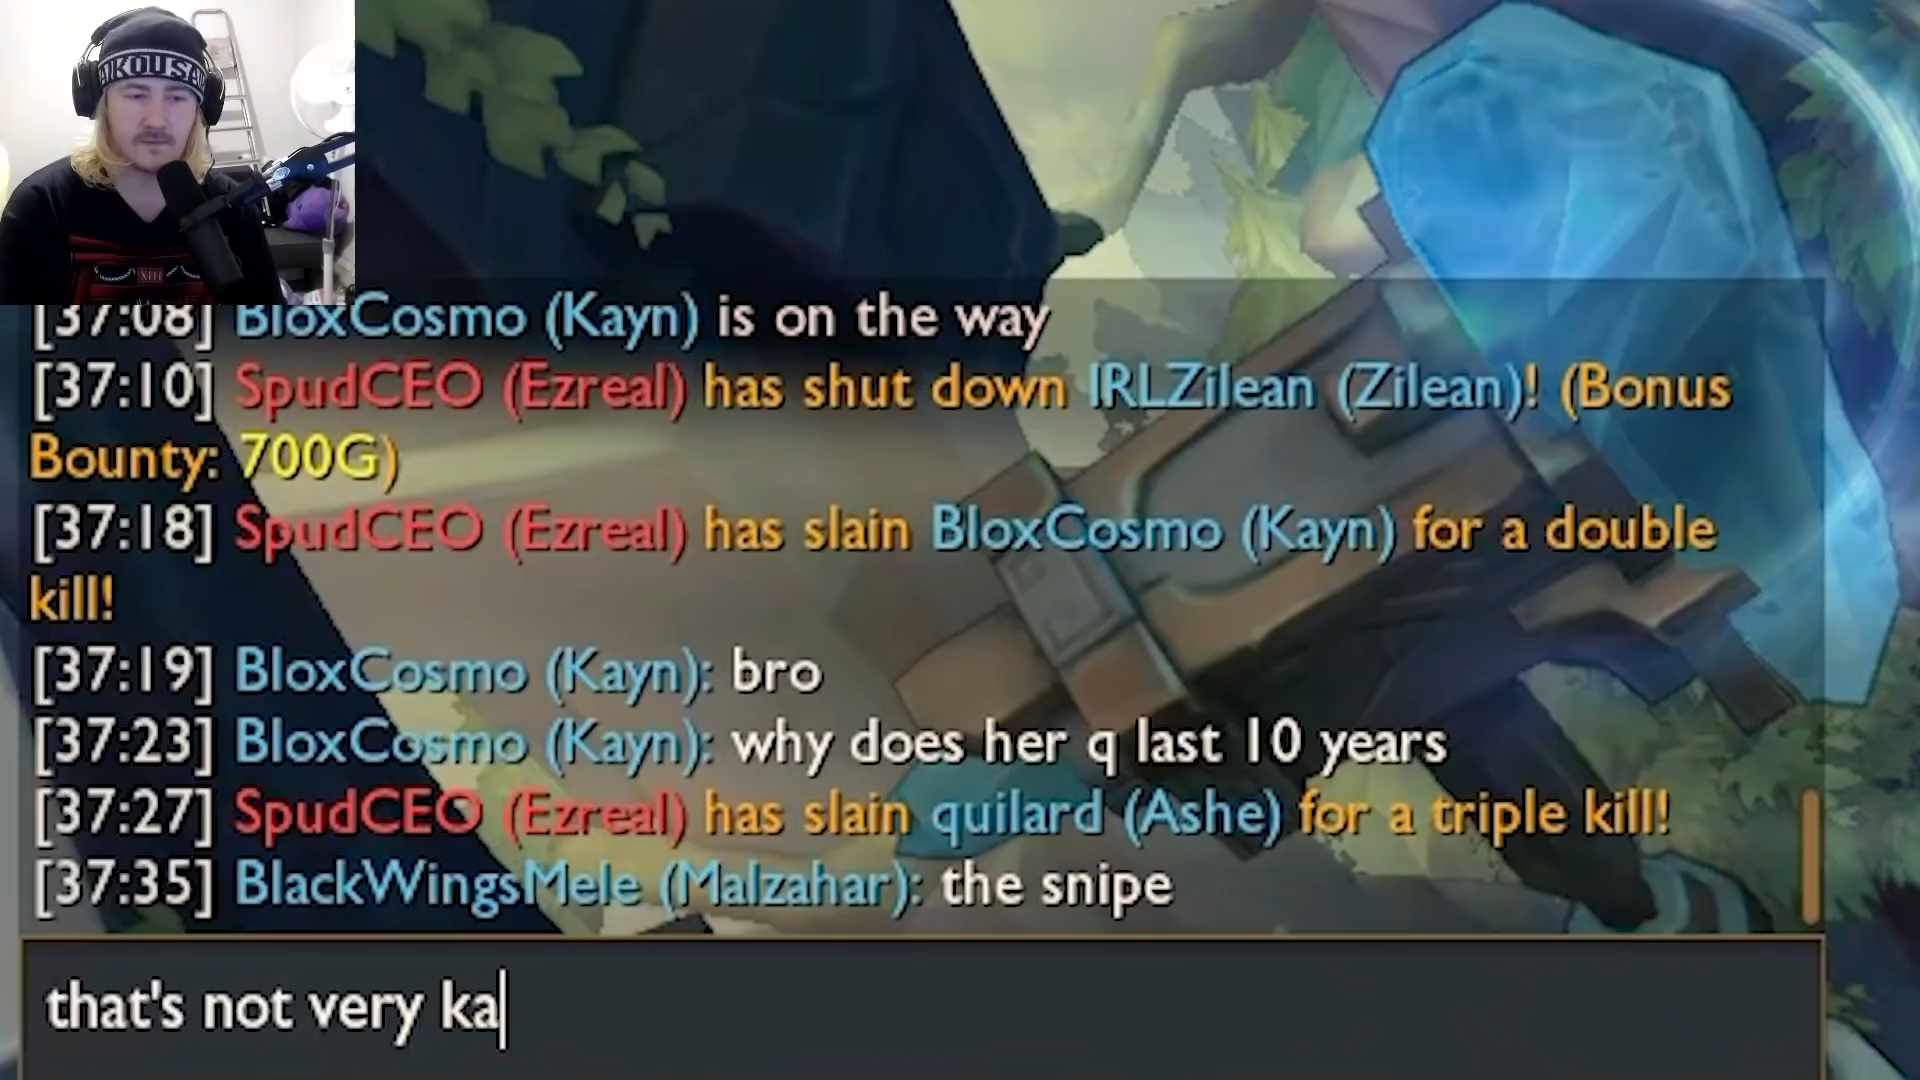 AIKOUSA
XIII
[37:08] BloxCosmo (Kayn) is on the way
[37:10] SpudCEO (Ezreal) has shut down IRLZilean (Zilean)! (Bonus
Bounty: 700G)
[37:18] SpudCEO (Ezreal) has slain BloxCosmo (Kayn) for a double
kill!
[37:19] BloxCosmo (Kayn): bro
[37:23] BloxCosmo (Kayn): why does her q last 10 years
[37:27] SpudCEO (Ezreal) has slain quilard (Ashe) for a triple kill!
[37:35] BlackWingsMele (Malzahar): the snipe
that's not very ka